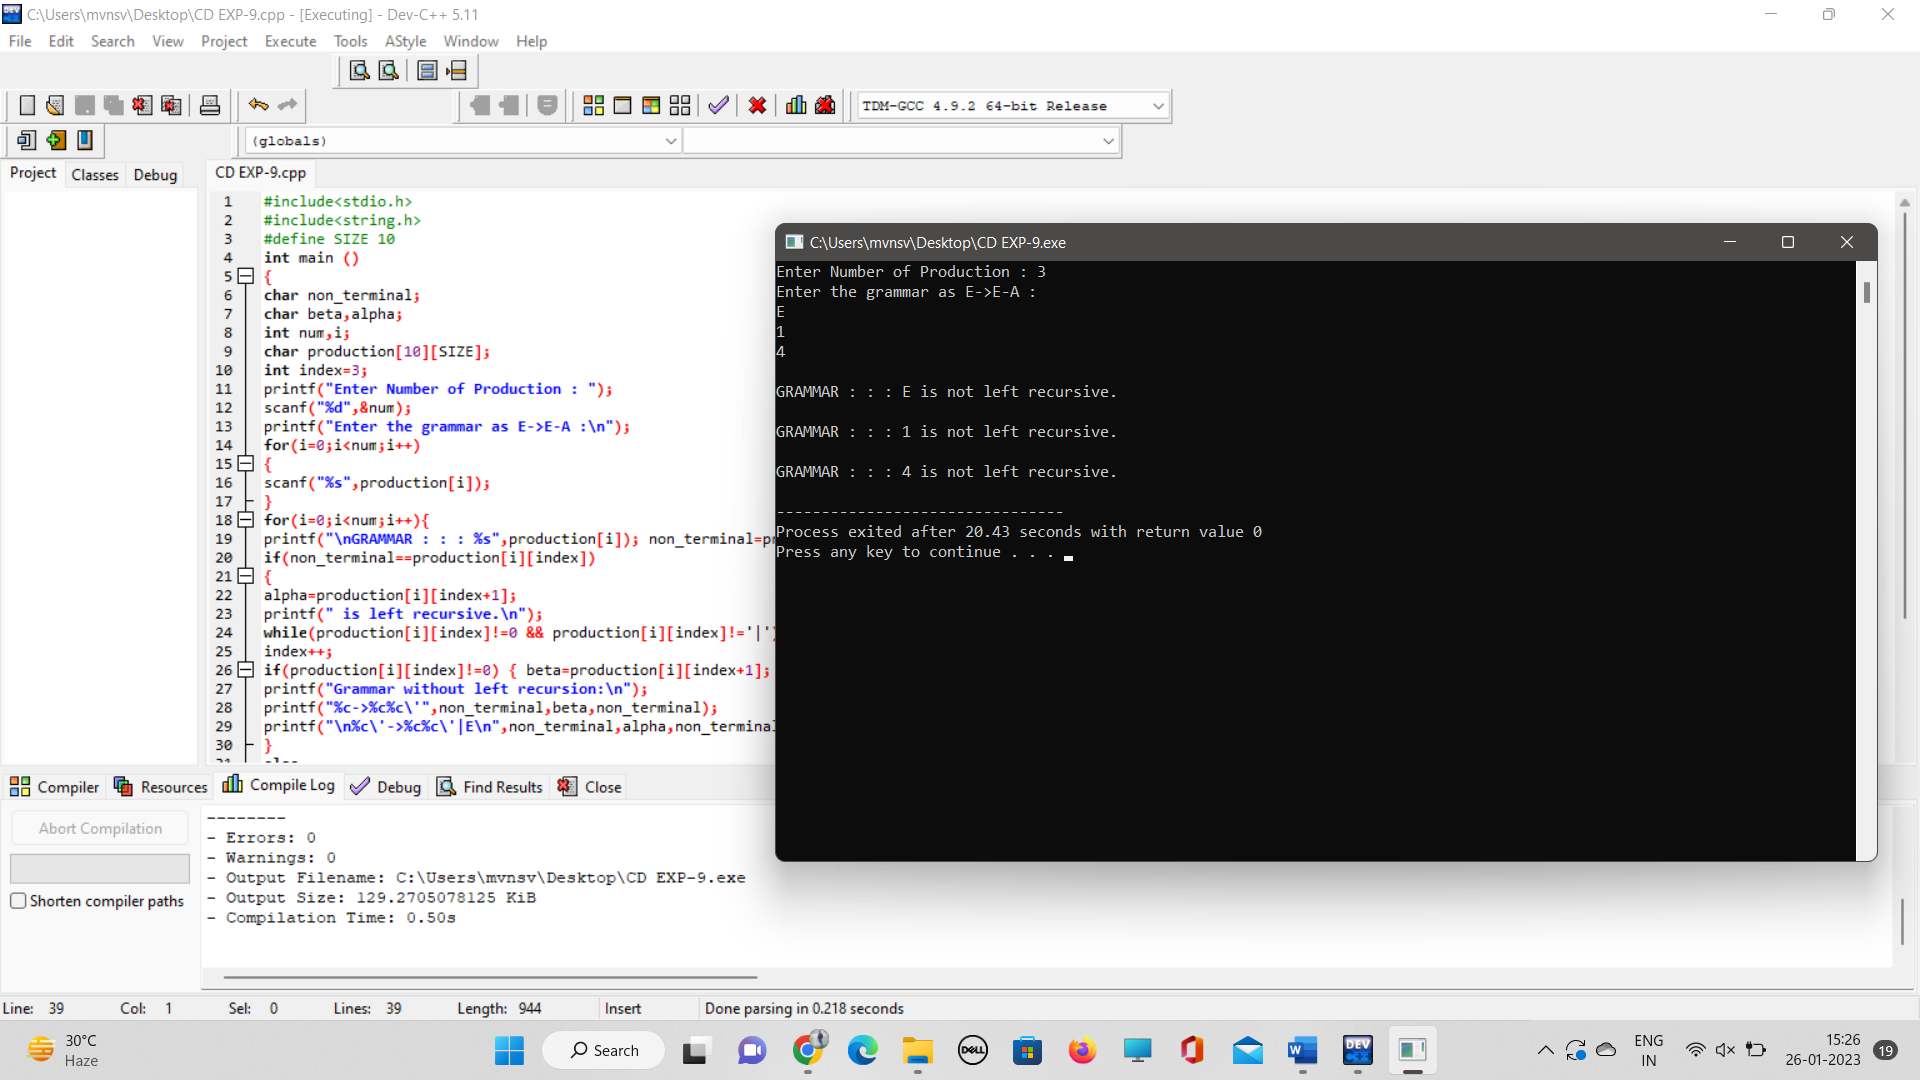 C:\Users\mvnsv\Desktop\CD EXP-9.cpp - [Executing] - Dev-C++ 5.11
File Edit Search View Project Execute Tools AStyle Window Help
TDM-GCC 4.9.2 64-bit Release
(globals)
Project Classes Debug
CD EXP-9.cpp
1 #include<stdio.h>
2 #include<string.h>
3 #define SIZE 10
4 int main ()
5 {
6 char non_terminal;
7 char beta,alpha;
8 int num,i;
9 char production[10][SIZE];
10 int index=3;
11 printf("Enter Number of Production : ");
12 scanf("%d",&num);
13 printf("Enter the grammar as E->E-A :\n");
14 for(i=0;i<num;i++)
15 {
16 scanf("%s",production[i]);
17 }
18 for(i=0;i<num;i++){
19 printf("\nGRAMMAR : : : %s",production[i]); non_terminal=pr
20 if(non_terminal==production[i][index])
21 {
22 alpha=production[i][index+1];
23 printf(" is left recursive.\n");
24 while(production[i][index]!=0 && production[i][index]!='|')
25 index++;
26 if(production[i][index]!=0) { beta=production[i][index+1];
27 printf("Grammar without left recursion:\n");
28 printf("%c->%c%c\'",non_terminal,beta,non_terminal);
29 printf("\n%c\'->%c%c\'|E\n",non_terminal,alpha,non_terminal
30 }
31 else
C:\Users\mvnsv\Desktop\CD EXP-9.exe
Enter Number of Production : 3
Enter the grammar as E->E-A :
E
1
4
GRAMMAR : : : E is not left recursive.
GRAMMAR : : : 1 is not left recursive.
GRAMMAR : : : 4 is not left recursive.
--------------------------------
Process exited after 20.43 seconds with return value 0
Press any key to continue . . .
Compiler Resources Compile Log Debug Find Results Close
Abort Compilation
Shorten compiler paths
--------
- Errors: 0
- Warnings: 0
- Output Filename: C:\Users\mvnsv\Desktop\CD EXP-9.exe
- Output Size: 129.2705078125 KiB
- Compilation Time: 0.50s
Line: 39 Col: 1 Sel: 0 Lines: 39 Length: 944 Insert Done parsing in 0.218 seconds
30°C
Haze
Search
DELL
DEV C++
ENG
IN
15:26
26-01-2023
19